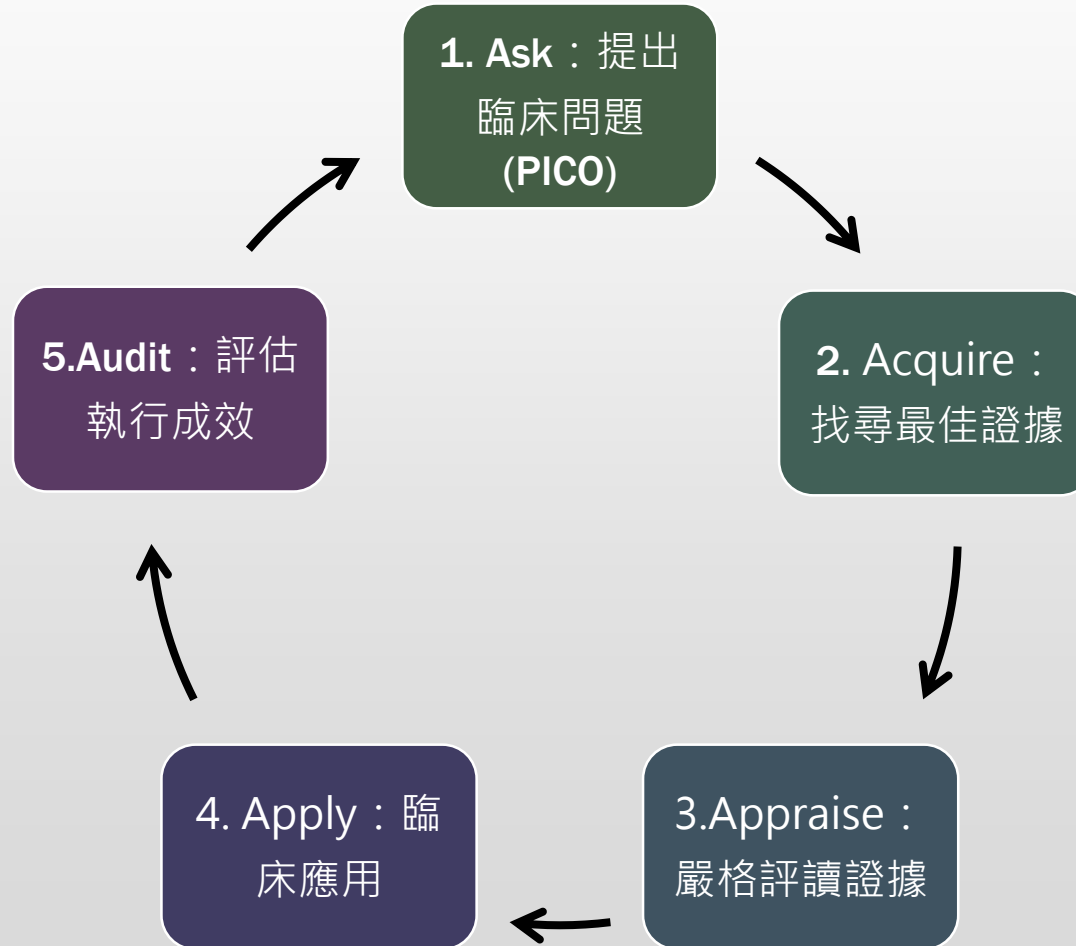 1. Ask：提出
臨床問題
(PICO)
2. Acquire：
找尋最佳證據
3.Appraise：
嚴格評讀證據
4. Apply：臨
床應用
5.Audit：評估
執行成效